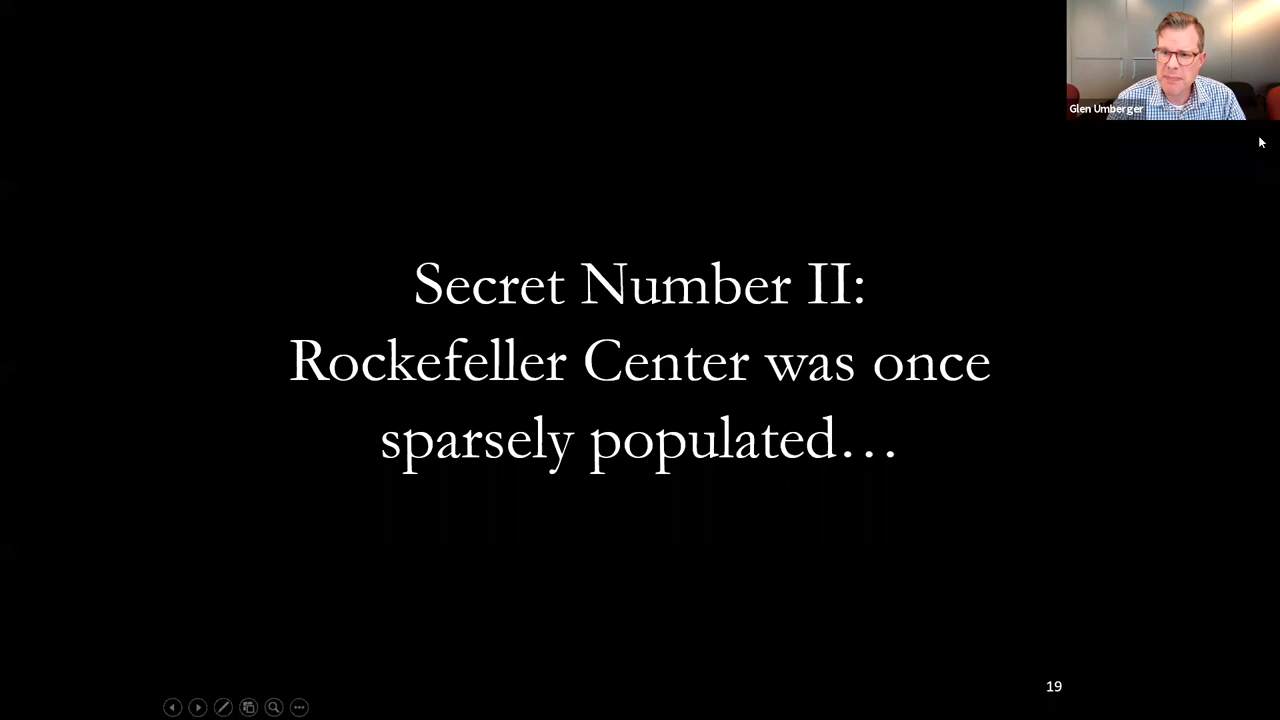 Glen Umberger
Secret Number II:
Rockefeller Center was once
sparsely populated…
19